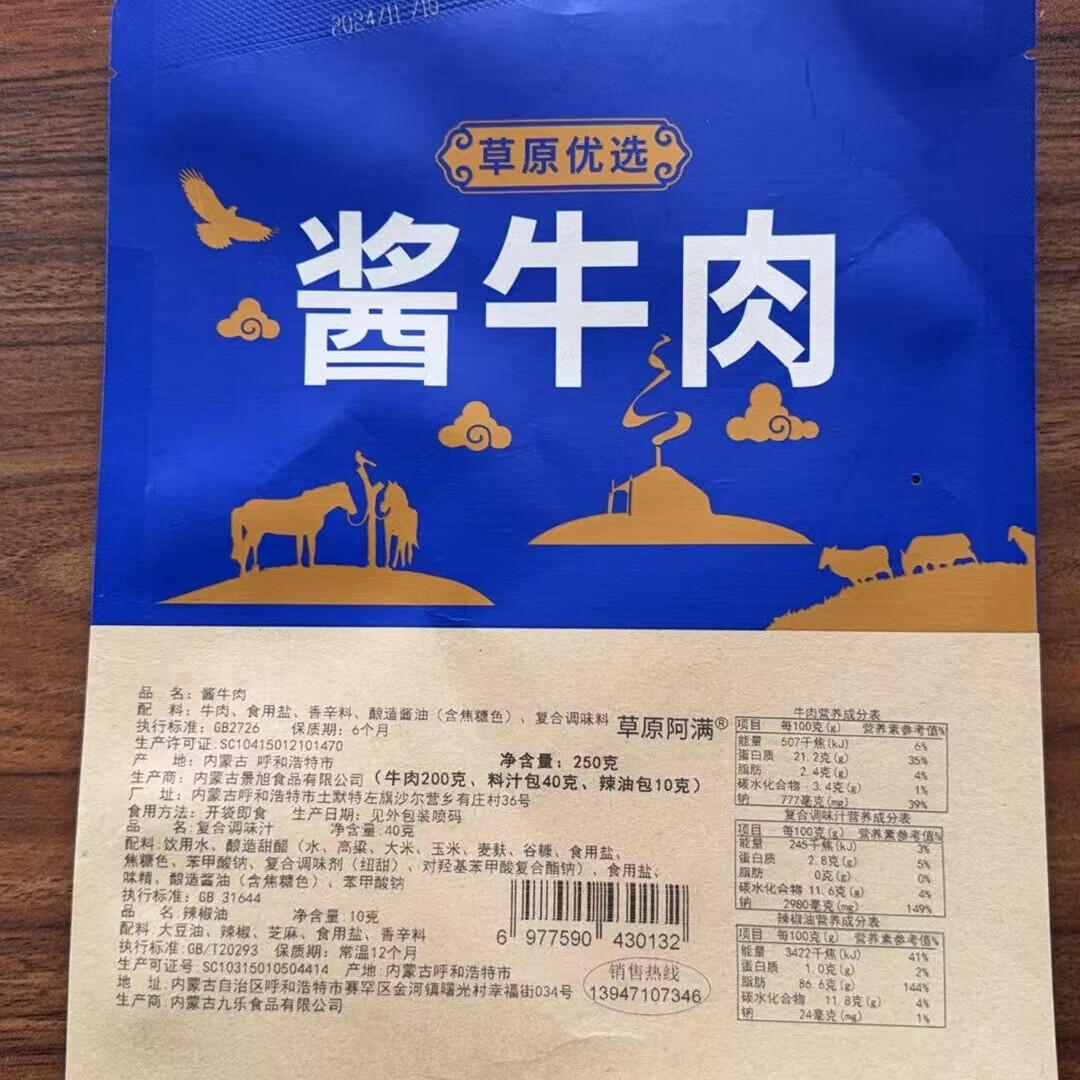 2024/11/10
草原优选
酱牛肉
品 名：酱牛肉
配 料：牛肉、食用盐、香辛料、酿造酱油（含焦糖色）、复合调味料
执行标准：GB2726 保质期：6个月
生产许可证：SC10415012101470
产 地：内蒙古 呼和浩特市
生产商：内蒙古景旭食品有限公司
厂 址：内蒙古呼和浩特市土默特左旗沙尔营乡有庄村36号
食用方法：开袋即食 生产日期：见外包装喷码
草原阿满®
净含量：250克
（牛肉200克、料汁包40克、辣油包10克）
品 名：复合调味汁 净含量：40克
配料：饮用水、酿造甜醋（水、高粱、大米、玉米、麦麸、谷糠、食用盐、
焦糖色、苯甲酸钠、复合调味剂（纽甜）、对羟基苯甲酸复合酯钠）、食用盐、
味精、酿造酱油（含焦糖色）、苯甲酸钠
执行标准：GB 31644
品 名：辣椒油 净含量：10克
配料：大豆油、辣椒、芝麻、食用盐、香辛料
执行标准：GB/T20293 保质期：常温12个月
生产许可证号：SC10315010504414 产地：内蒙古呼和浩特市
地 址：内蒙古自治区呼和浩特市赛罕区金河镇曙光村幸福街034号
生产商：内蒙古九乐食品有限公司
6 977590 430132
销售热线
13947107346
牛肉营养成分表
项目 每100克(g) 营养素参考值%
能量 507千焦(kJ) 6%
蛋白质 21.2克(g) 35%
脂肪 2.4克(g) 4%
碳水化合物 3.4克(g) 1%
钠 777毫克(mg) 39%
复合调味汁营养成分表
项目 每100克(g) 营养素参考值%
能量 245千焦(kJ) 3%
蛋白质 2.8克(g) 5%
脂肪 0克(g) 0%
碳水化合物 11.6克(g) 4%
钠 2980毫克(mg) 149%
辣椒油营养成分表
项目 每100克(g) 营养素参考值%
能量 3422千焦(kJ) 41%
蛋白质 1.0克(g) 2%
脂肪 86.6克(g) 144%
碳水化合物 11.8克(g) 4%
钠 24毫克(mg) 1%